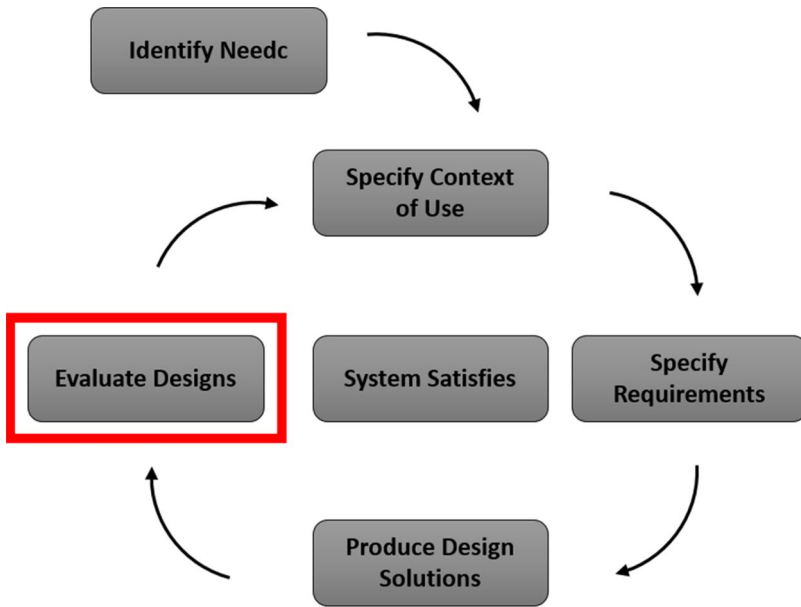 Identify Needc
Specify Context
of Use
Evaluate Designs
System Satisfies
Specify
Requirements
Produce Design
Solutions